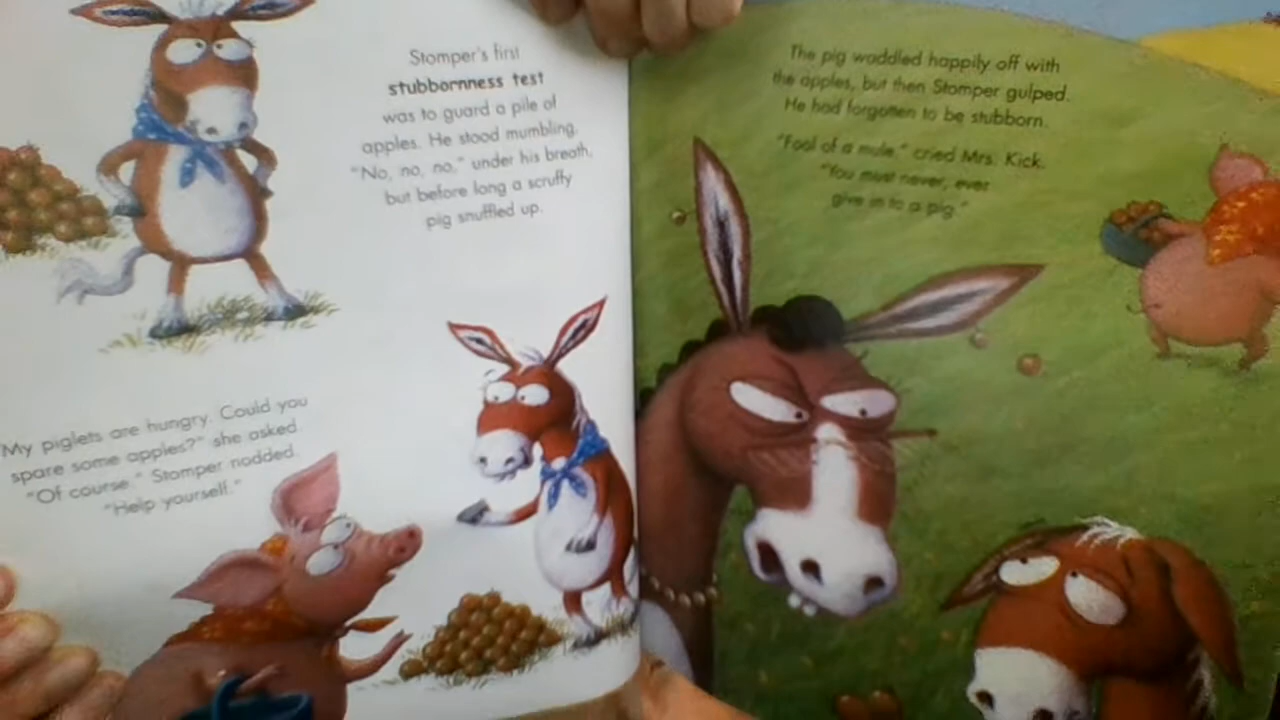 Stomper's first
stubbornness test
was to guard a pile of
apples. He stood mumbling,
"No, no, no," under his breath,
but before long a scruffy
pig snuffled up.
"My piglets are hungry. Could you
spare some apples?" she asked.
"Of course," Stomper nodded.
"Help yourself."
The pig waddled happily off with
the apples, but then Stomper gulped.
He had forgotten to be stubborn.
"Fool of a mule," cried Mrs. Kick.
"You must never, ever
give in to a pig."